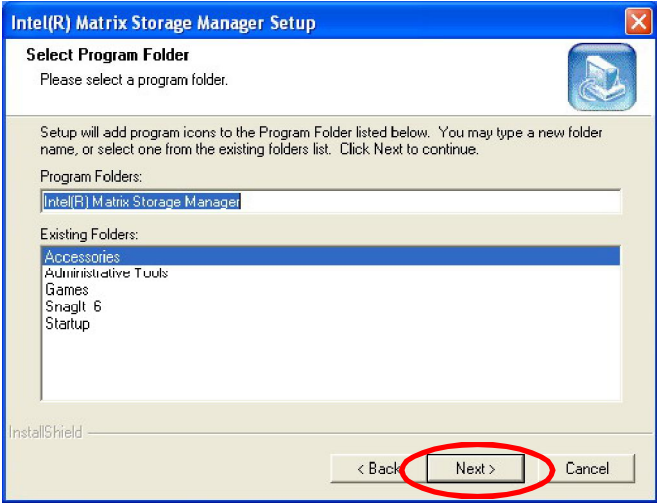 Intel(R) Matrix Storage Manager Setup
Select Program Folder
Please select a program folder.
Setup will add program icons to the Program Folder listed below. You may type a new folder
name, or select one from the existing folders list. Click Next to continue.
Program Folders:
Intel(R) Matrix Storage Manager
Existing Folders:
Accessories
Administrative Tools
Games
SnagIt 6
Startup
InstallShield
< Back
Next >
Cancel